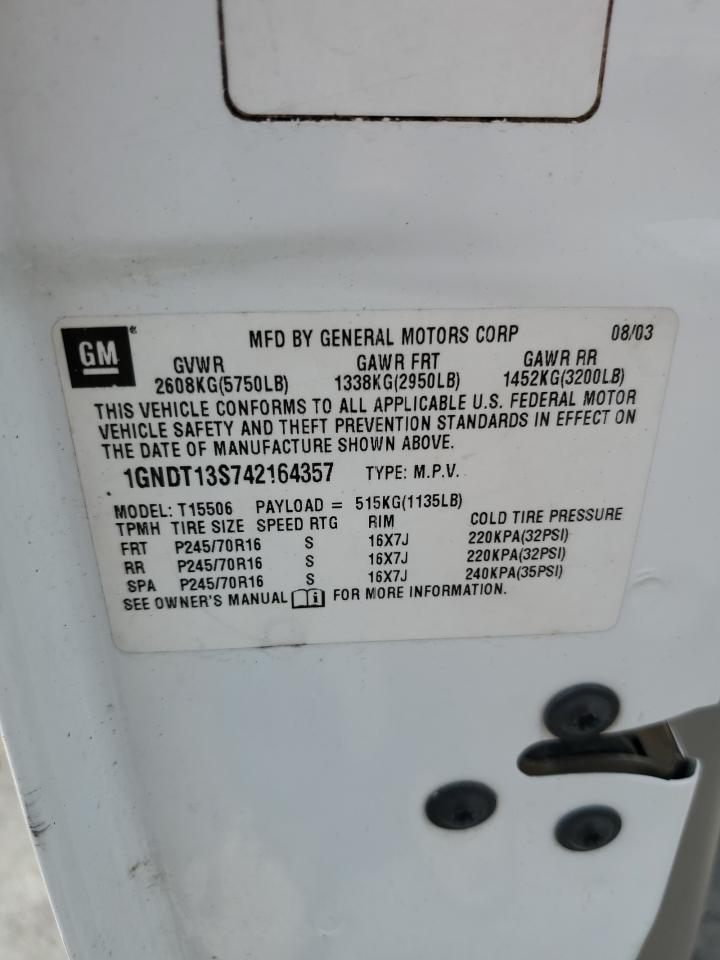 GM®
MFD BY GENERAL MOTORS CORP 08/03
GVWR GAWR FRT GAWR RR
2608KG(5750LB) 1338KG(2950LB) 1452KG(3200LB)
THIS VEHICLE CONFORMS TO ALL APPLICABLE U.S. FEDERAL MOTOR
VEHICLE SAFETY AND THEFT PREVENTION STANDARDS IN EFFECT ON
THE DATE OF MANUFACTURE SHOWN ABOVE.
1GNDT13S742164357 TYPE: M.P.V.
MODEL: T15506 PAYLOAD = 515KG(1135LB)
TPMH TIRE SIZE SPEED RTG RIM COLD TIRE PRESSURE
FRT P245/70R16 S 16X7J 220KPA(32PSI)
RR P245/70R16 S 16X7J 220KPA(32PSI)
SPA P245/70R16 S 16X7J 240KPA(35PSI)
SEE OWNER'S MANUAL i FOR MORE INFORMATION.